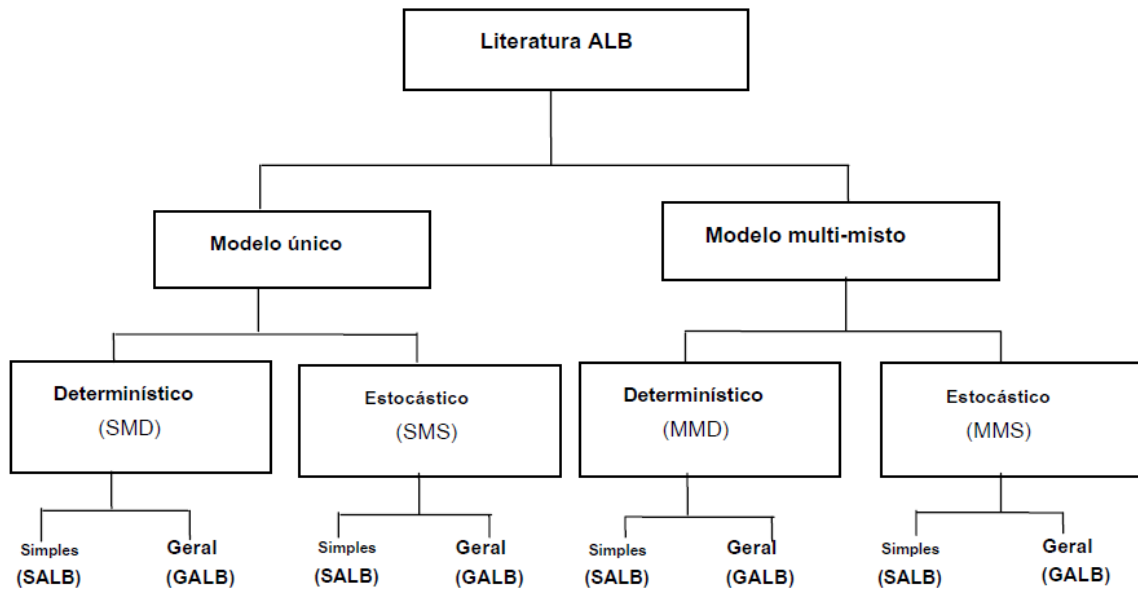 Literatura ALB
Modelo único
Modelo multi-misto
Determinístico
(SMD)
Estocástico
(SMS)
Determinístico
(MMD)
Estocástico
(MMS)
Simples
(SALB)
Geral
(GALB)
Simples
(SALB)
Geral
(GALB)
Simples
(SALB)
Geral
(GALB)
Simples
(SALB)
Geral
(GALB)